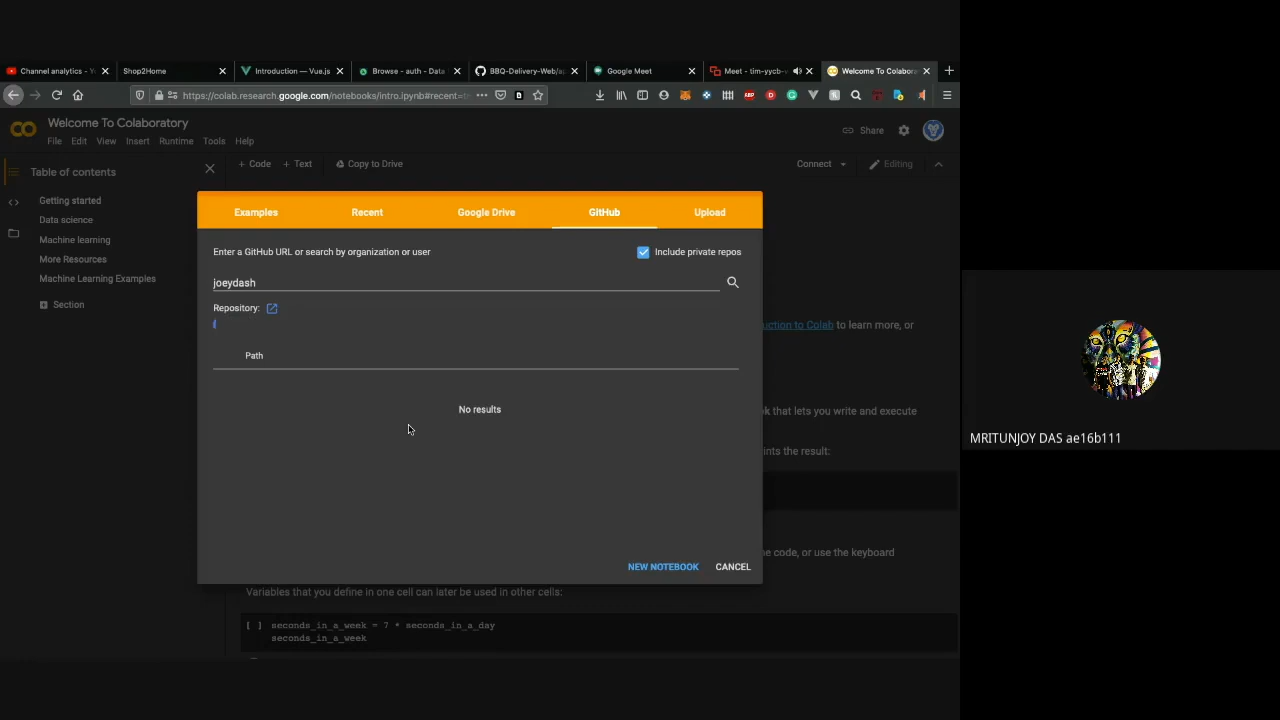 Channel analytics - Y
Shop2Home
Introduction — Vue.js
Browse - auth - Data
BBQ-Delivery-Web/a
Google Meet
Meet - tim-yycb-
Welcome To Colabora
https://colab.research.google.com/notebooks/intro.ipynb#recent=tr
Welcome To Colaboratory
Share
File Edit View Insert Runtime Tools Help
Table of contents
+ Code + Text Copy to Drive
Connect
Editing
Getting started
Data science
Machine learning
More Resources
Machine Learning Examples
Section
Examples Recent Google Drive GitHub Upload
Enter a GitHub URL or search by organization or user
Include private repos
joeydash
Repository:
Path
No results
NEW NOTEBOOK CANCEL
uction to Colab to learn more, or
ok that lets you write and execute
ints the result:
e code, or use the keyboard
Variables that you define in one cell can later be used in other cells:
[ ] seconds_in_a_week = 7 * seconds_in_a_day
seconds_in_a_week
MRITUNJOY DAS ae16b111